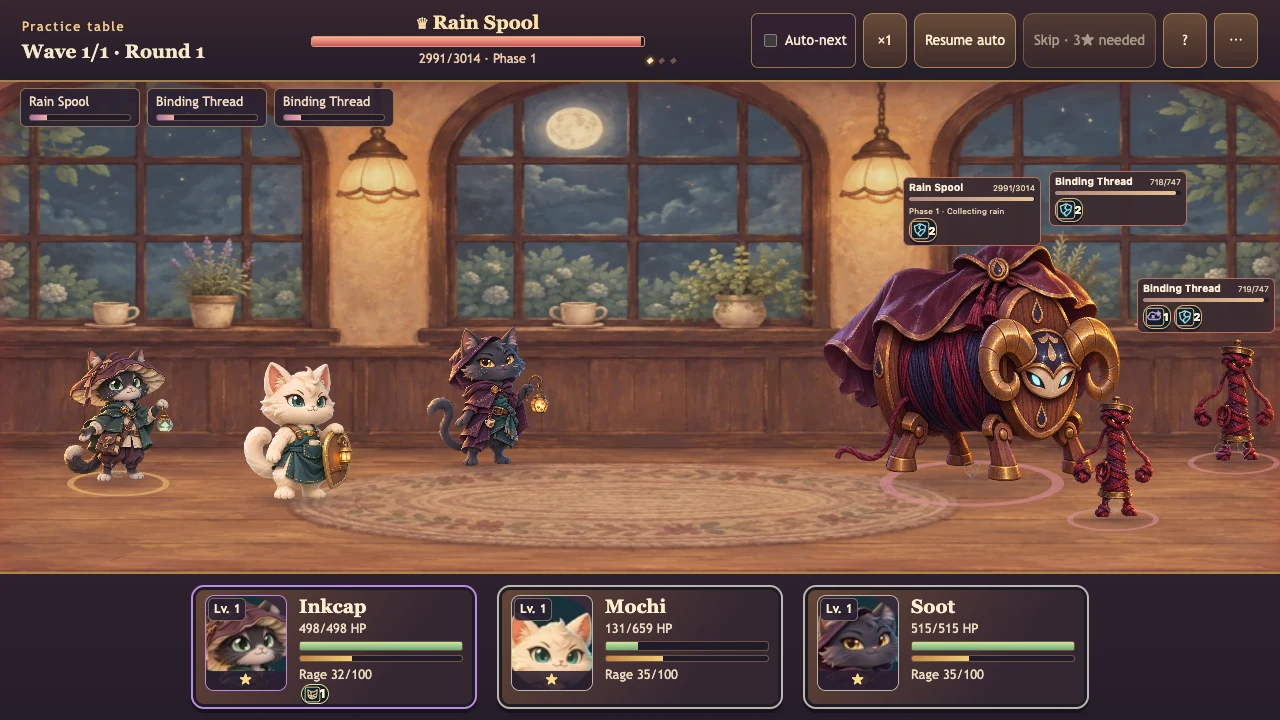 Practice table
Wave 1/1 · Round 1
Rain Spool
2991/3014 · Phase 1
Auto-next
×1
Resume auto
Skip · 3★ needed
?
...
Rain Spool
Binding Thread
Binding Thread
Rain Spool 2991/3014
Phase 1 · Collecting rain
2
Binding Thread 718/747
2
Binding Thread 719/747
1 2
Lv. 1
Inkcap
498/498 HP
Rage 32/100
1
Lv. 1
Mochi
131/659 HP
Rage 35/100
Lv. 1
Soot
515/515 HP
Rage 35/100